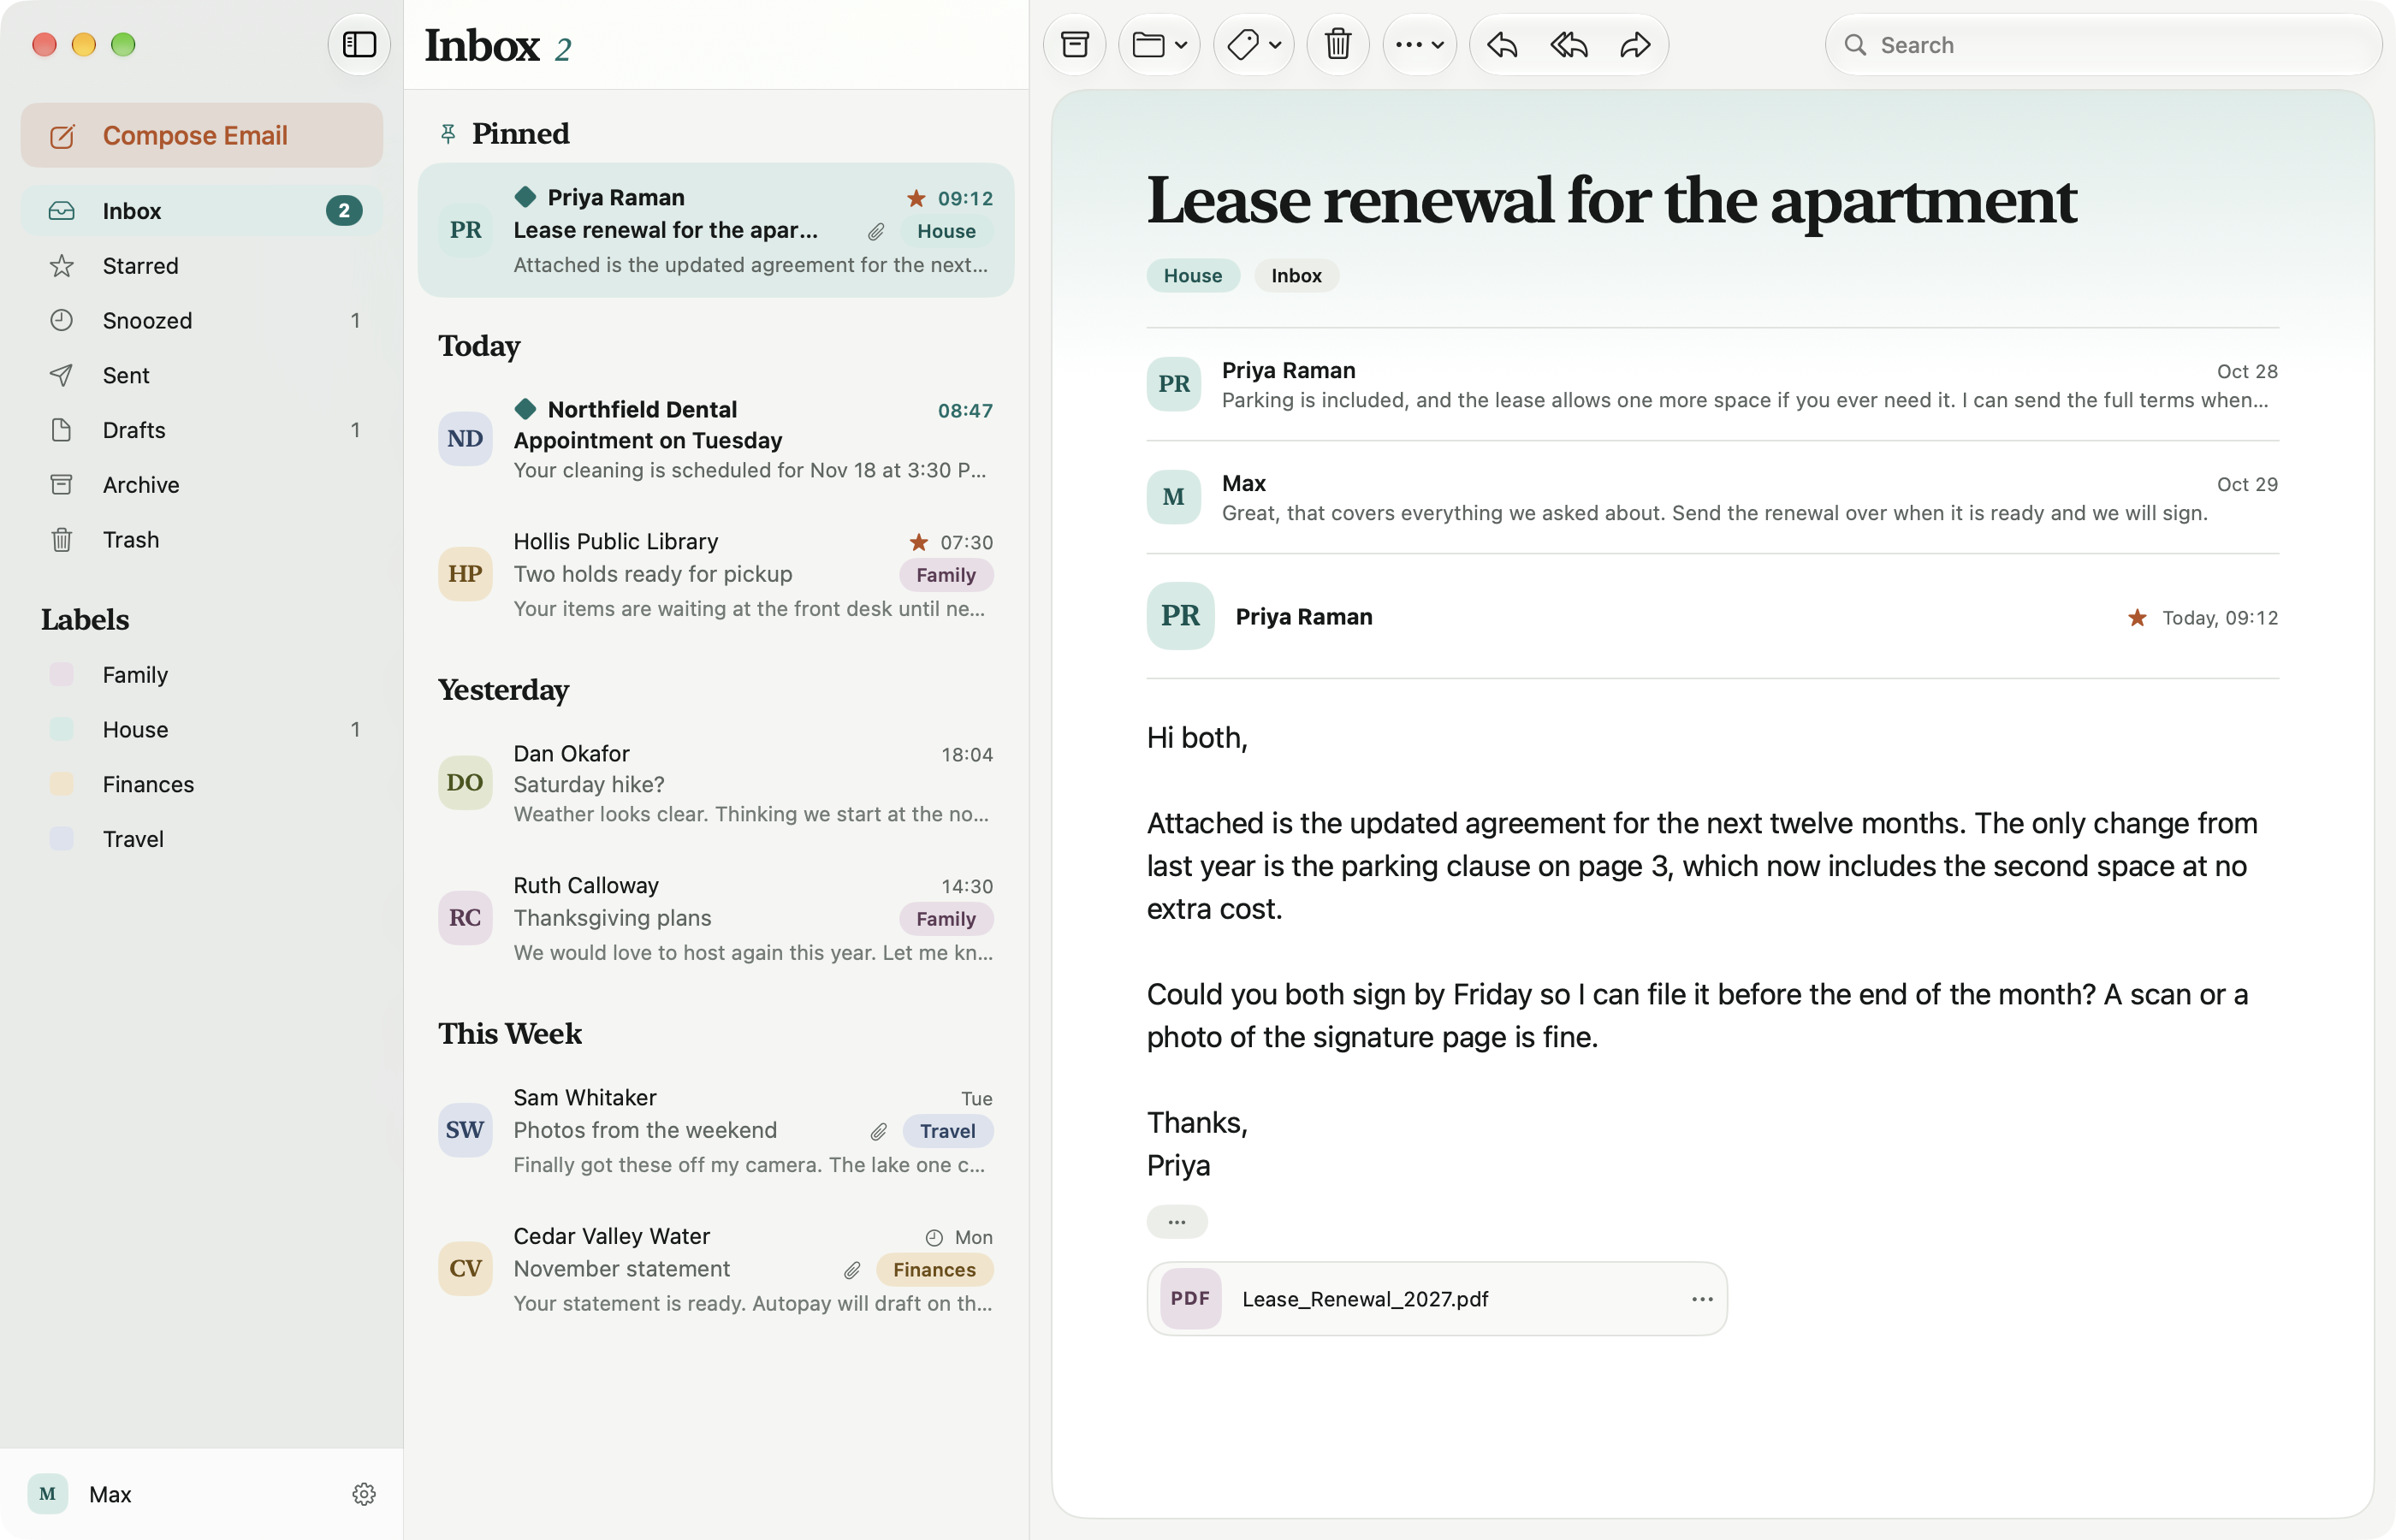 Compose Email
Inbox 2
Starred
Snoozed 1
Sent
Drafts 1
Archive
Trash
Labels
Family
House 1
Finances
Travel
M Max
Inbox 2
Pinned
PR
Priya Raman 09:12
Lease renewal for the apar... House
Attached is the updated agreement for the next...
Today
ND
Northfield Dental 08:47
Appointment on Tuesday
Your cleaning is scheduled for Nov 18 at 3:30 P...
HP
Hollis Public Library 07:30
Two holds ready for pickup Family
Your items are waiting at the front desk until ne...
Yesterday
DO
Dan Okafor 18:04
Saturday hike?
Weather looks clear. Thinking we start at the no...
RC
Ruth Calloway 14:30
Thanksgiving plans Family
We would love to host again this year. Let me kn...
This Week
SW
Sam Whitaker Tue
Photos from the weekend Travel
Finally got these off my camera. The lake one c...
CV
Cedar Valley Water Mon
November statement Finances
Your statement is ready. Autopay will draft on th...
Search
Lease renewal for the apartment
House Inbox
PR
Priya Raman Oct 28
Parking is included, and the lease allows one more space if you ever need it. I can send the full terms when...
M
Max Oct 29
Great, that covers everything we asked about. Send the renewal over when it is ready and we will sign.
PR
Priya Raman Today, 09:12
Hi both,
Attached is the updated agreement for the next twelve months. The only change from
last year is the parking clause on page 3, which now includes the second space at no
extra cost.
Could you both sign by Friday so I can file it before the end of the month? A scan or a
photo of the signature page is fine.
Thanks,
Priya
PDF Lease_Renewal_2027.pdf